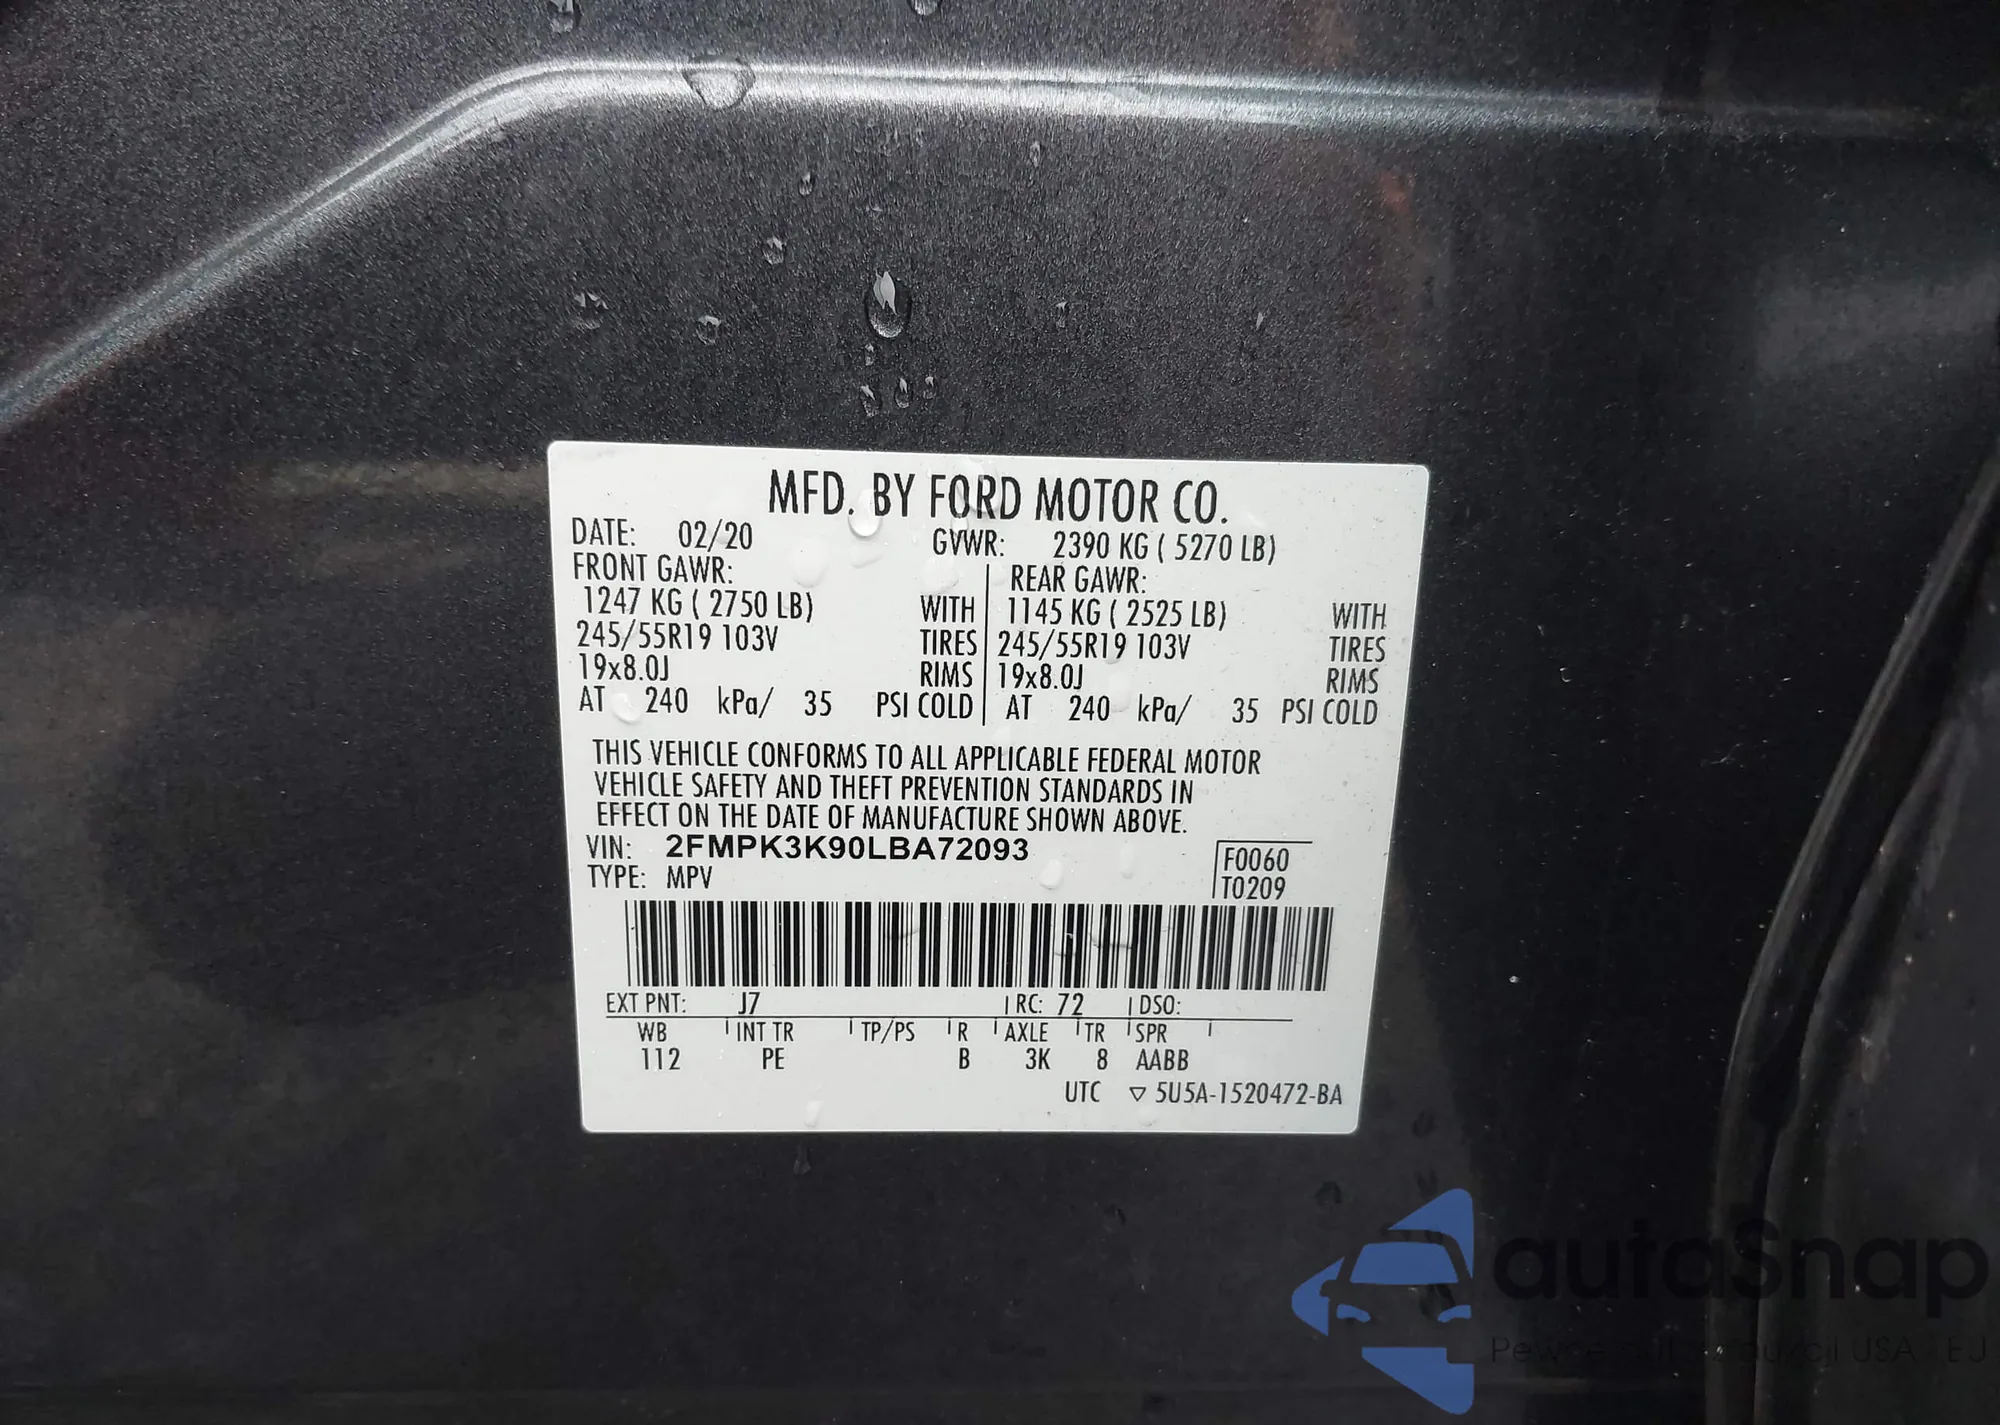 MFD. BY FORD MOTOR CO.
DATE: 02/20 GVWR: 2390 KG ( 5270 LB)
FRONT GAWR: REAR GAWR:
1247 KG ( 2750 LB) WITH 1145 KG ( 2525 LB) WITH
245/55R19 103V TIRES 245/55R19 103V TIRES
19x8.0J RIMS 19x8.0J RIMS
AT 240 kPa/ 35 PSI COLD AT 240 kPa/ 35 PSI COLD
THIS VEHICLE CONFORMS TO ALL APPLICABLE FEDERAL MOTOR
VEHICLE SAFETY AND THEFT PREVENTION STANDARDS IN
EFFECT ON THE DATE OF MANUFACTURE SHOWN ABOVE.
VIN: 2FMPK3K90LBA72093
TYPE: MPV
F0060
T0209
EXT PNT: J7 RC: 72 DSO:
WB INT TR TP/PS R AXLE TR SPR
112 PE B 3K 8 AABB
UTC ▽ 5U5A-1520472-BA
autaSnap
USA